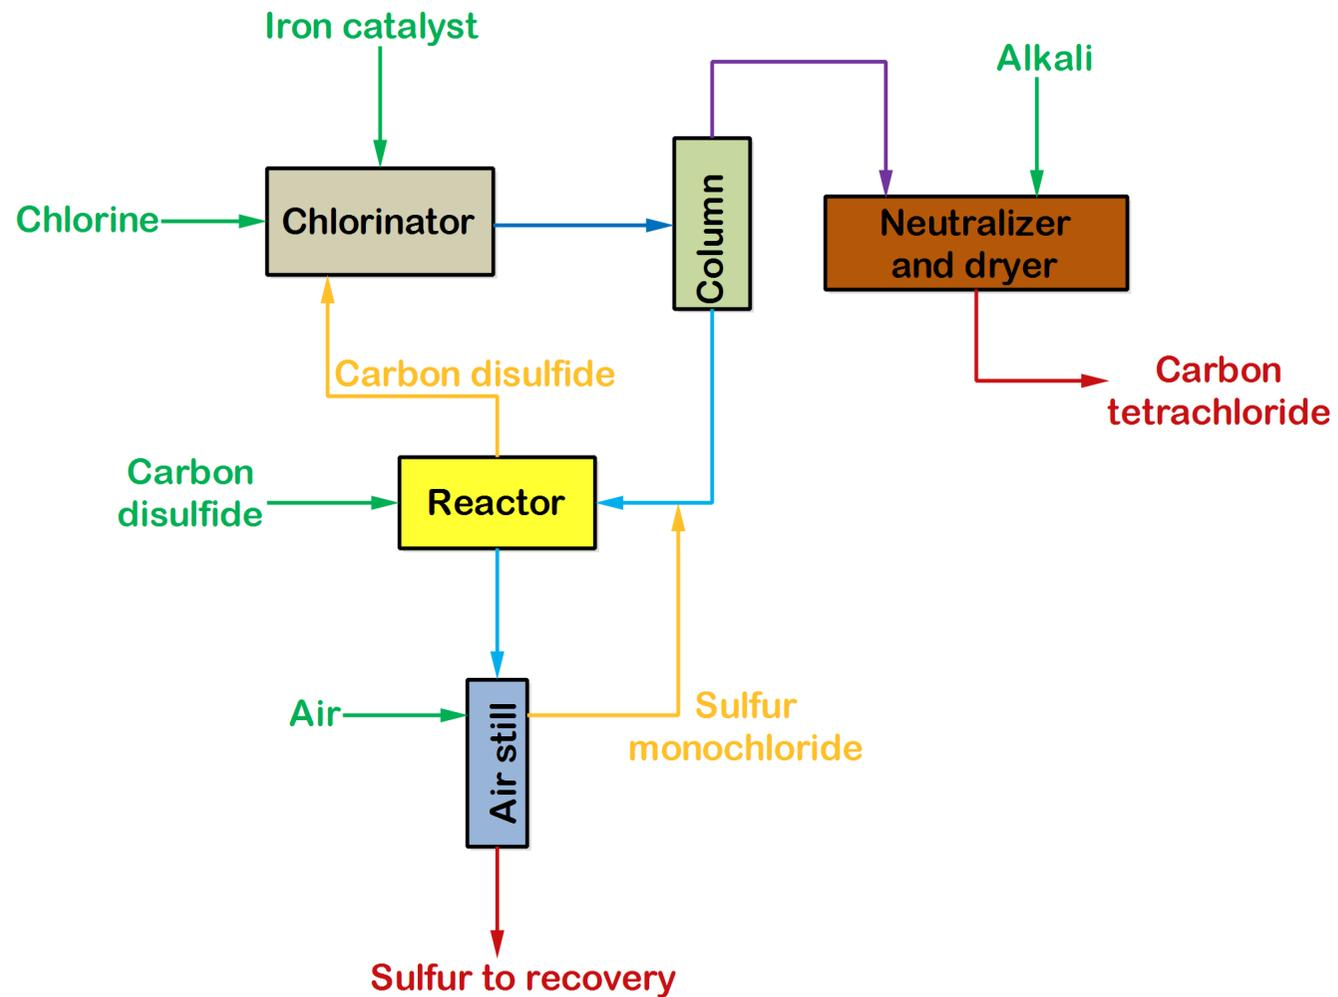 Iron catalyst
Alkali
Chlorine
Chlorinator
Column
Neutralizer
and dryer
Carbon disulfide
Carbon
tetrachloride
Carbon
disulfide
Reactor
Air
Air still
Sulfur
monochloride
Sulfur to recovery